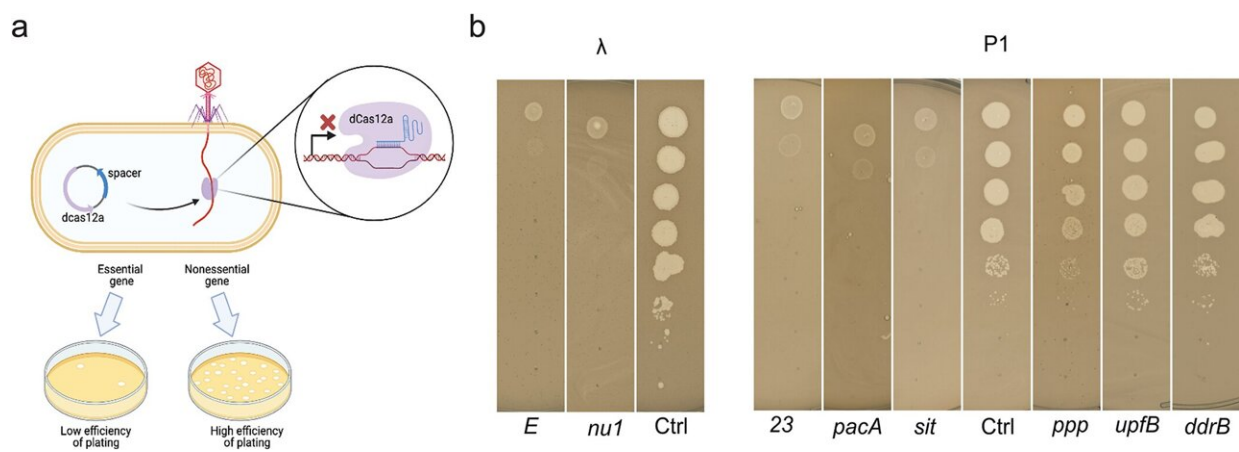 a
b
λ
P1
dCas12a
spacer
dcas12a
Essential
gene
Nonessential
gene
Low efficiency
of plating
High efficiency
of plating
E
nu1
Ctrl
23
pacA
sit
Ctrl
ppp
upfB
ddrB